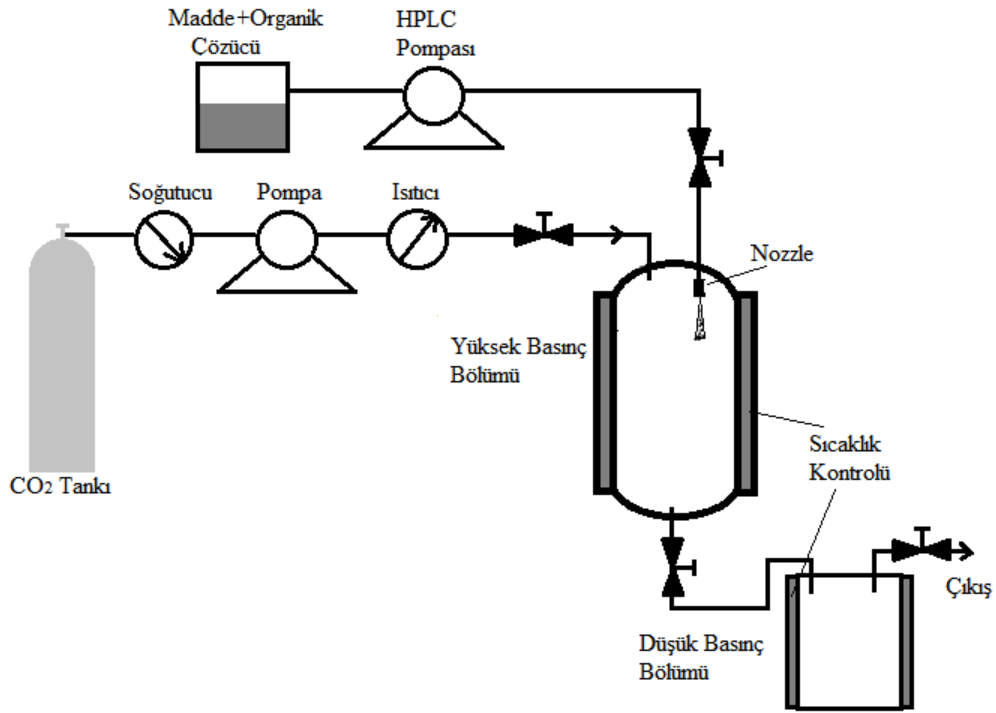 Madde+Organik
Çözücü
HPLC
Pompası
Soğutucu
Pompa
Isıtıcı
Nozzle
Yüksek Basınç
Bölümü
Sıcaklık
Kontrolü
CO2 Tankı
Çıkış
Düşük Basınç
Bölümü